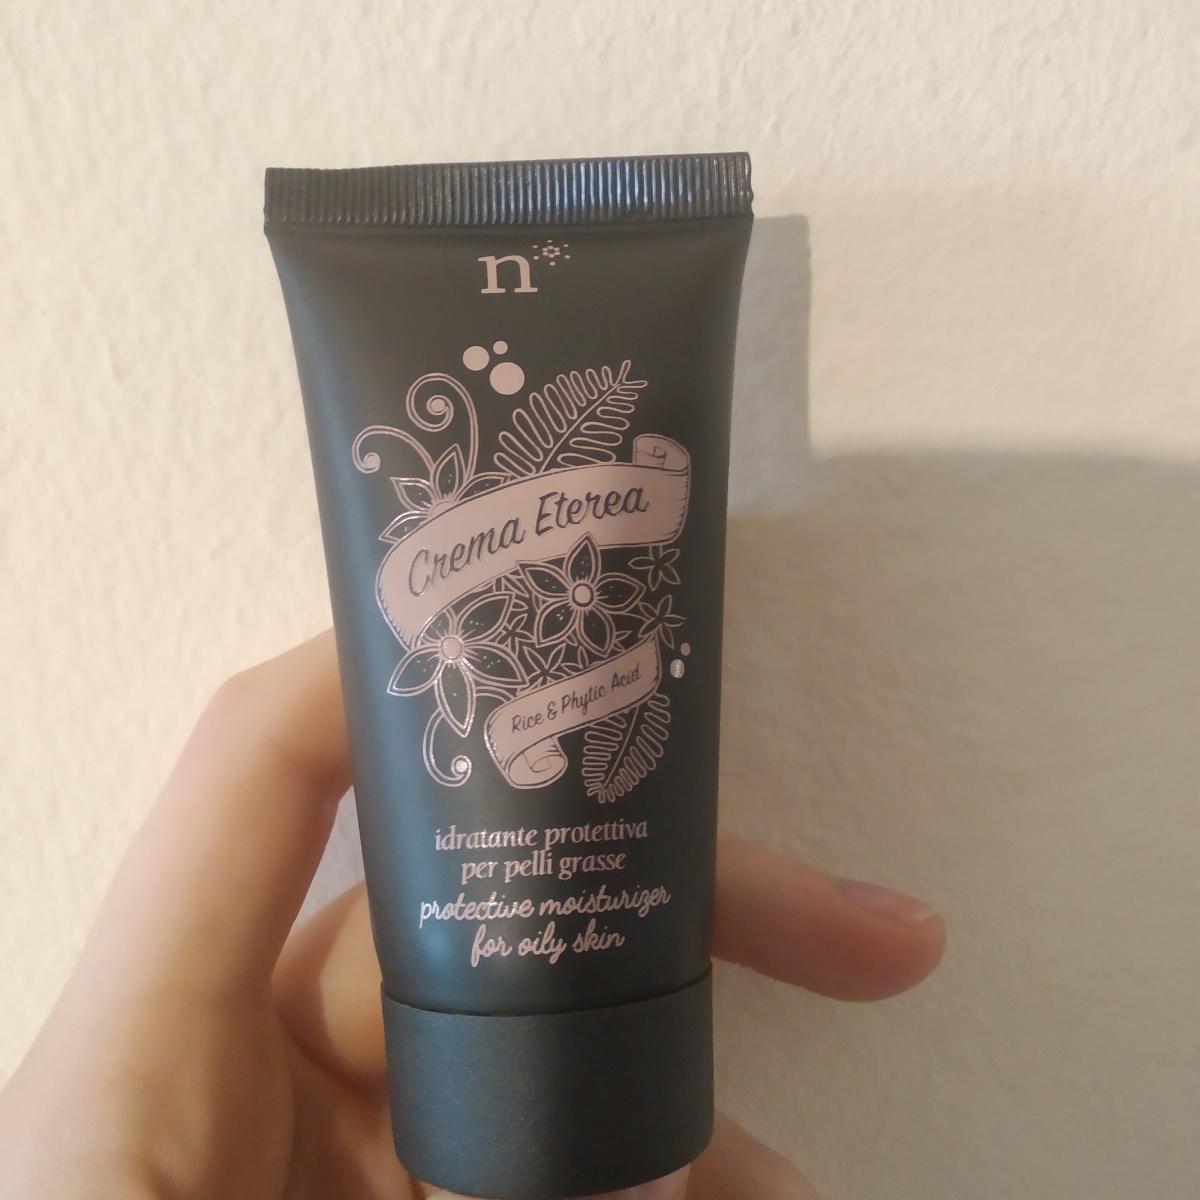 n
Crema Eterea
Rice & Phytic Acid
idratante protettiva
per pelli grasse
protective moisturizer
for oily skin